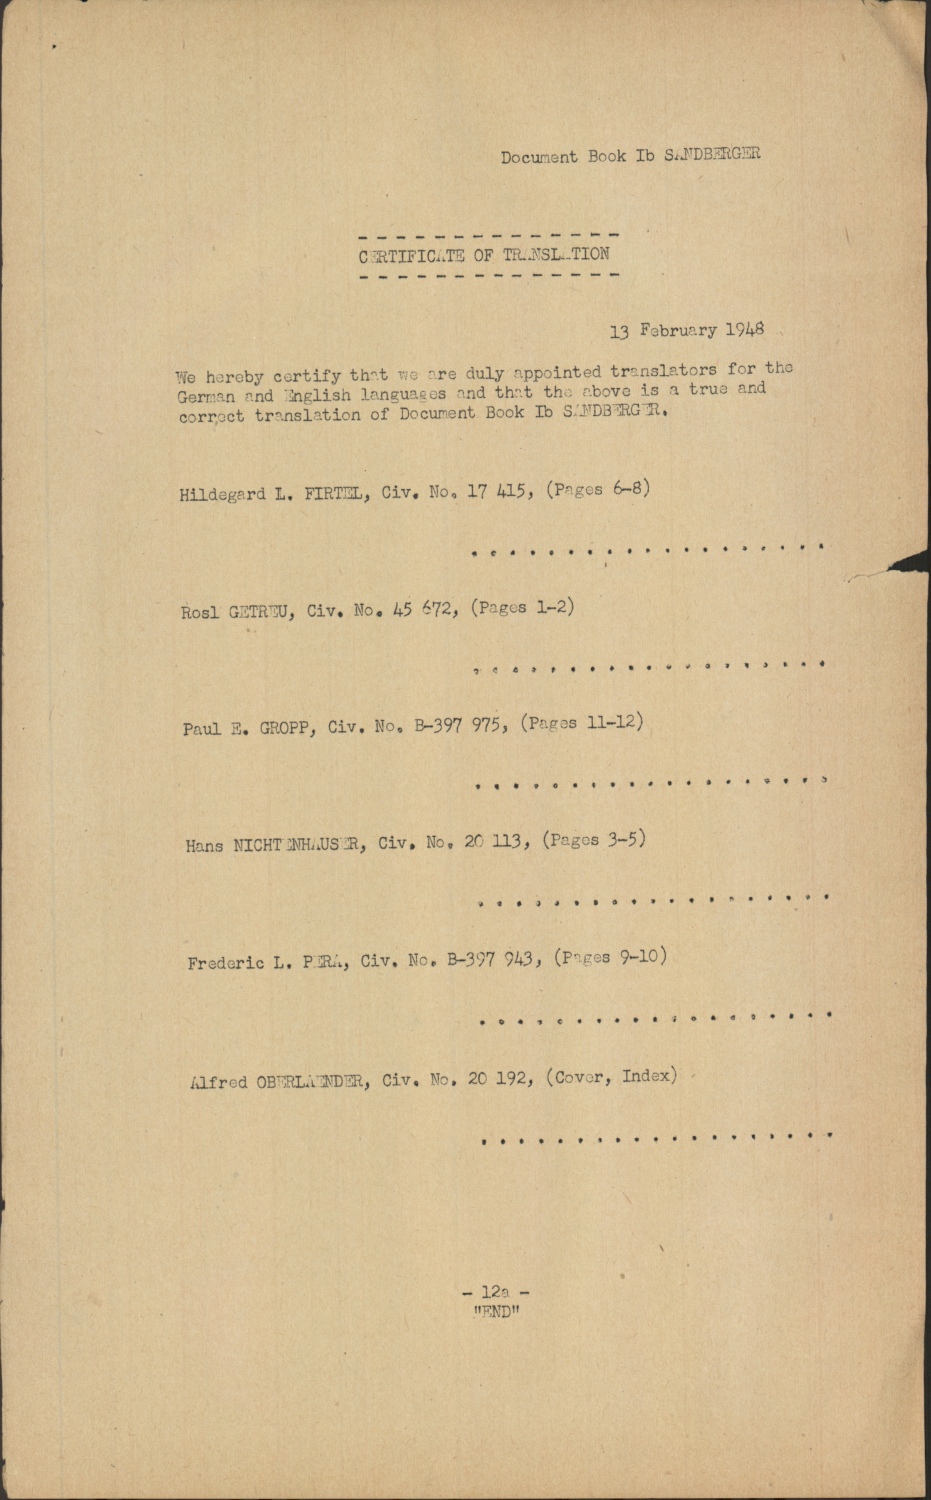 Document Book Ib SANDBERGER
- - - - - - - - - - - - - -
CERTIFICATE OF TRANSLATION
- - - - - - - - - - - - - -
13 February 1948
We hereby certify that we are duly appointed translators for the
German and English languages and that the above is a true and
correct translation of Document Book Ib SANDBERGER.
Hildegard L. FIRTEL, Civ. No. 17 415, (Pages 6-8)
. . . . . . . . . . . . . . . . . . .
Rosl GETREU, Civ. No. 45 672, (Pages 1-2)
. . . . . . . . . . . . . . . . . . .
Paul E. GROPP, Civ. No. B-397 975, (Pages 11-12)
. . . . . . . . . . . . . . . . . . .
Hans NICHTENHAUSER, Civ. No. 20 113, (Pages 3-5)
. . . . . . . . . . . . . . . . . . .
Frederic L. PERA, Civ. No. B-397 943, (Pages 9-10)
. . . . . . . . . . . . . . . . . . .
Alfred OBERLAENDER, Civ. No. 20 192, (Cover, Index)
. . . . . . . . . . . . . . . . . . .
- 12a -
"END"